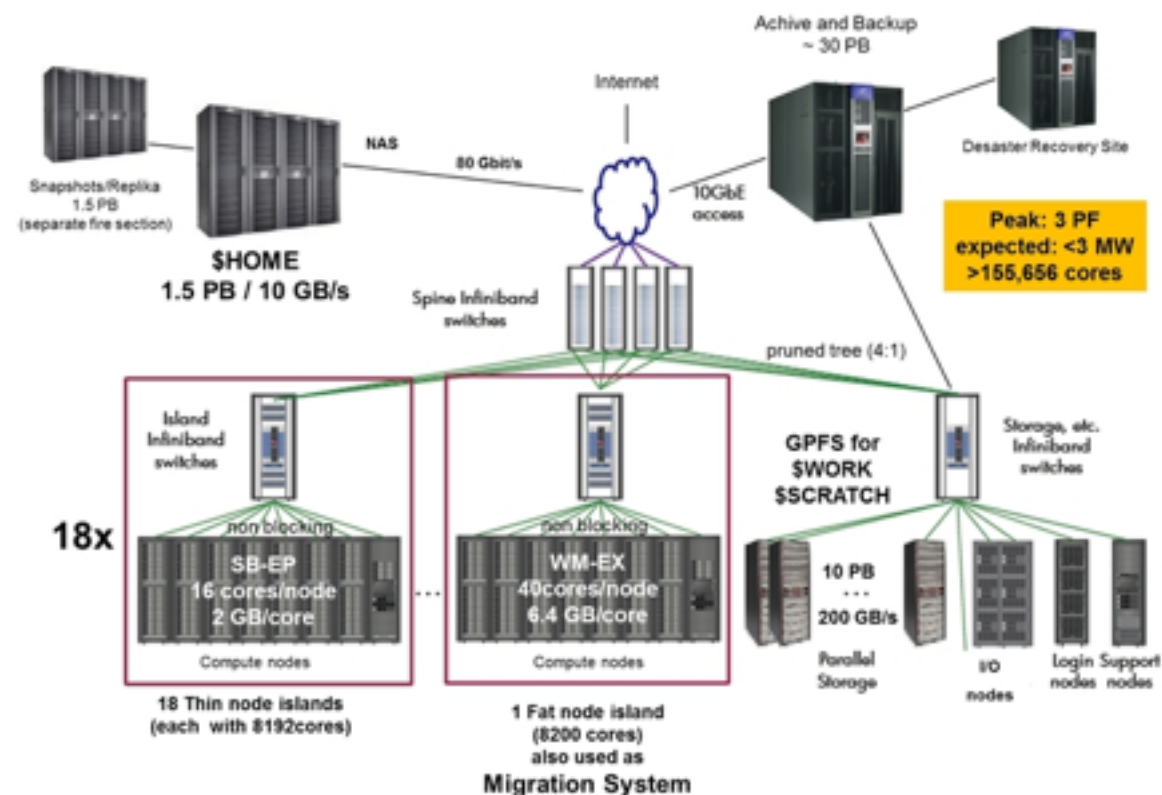 Achive and Backup
~ 30 PB
Internet
Desaster Recovery Site
NAS
80 Gbit/s
10GbE
access
Snapshots/Replika
1.5 PB
(separate fire section)
$HOME
1.5 PB / 10 GB/s
Peak: 3 PF
expected: <3 MW
>155,656 cores
Spine Infiniband
switches
pruned tree (4:1)
Island
Infiniband
switches
GPFS for
$WORK
$SCRATCH
Storage, etc.
Infiniband
switches
18x
non blocking
SB-EP
16 cores/node
2 GB/core
Compute nodes
...
non blocking
WM-EX
40cores/node
6.4 GB/core
Compute nodes
10 PB
...
200 GB/s
Parallel
Storage
I/O
nodes
Login
nodes
Support
nodes
18 Thin node islands
(each with 8192cores)
1 Fat node island
(8200 cores)
also used as
Migration System